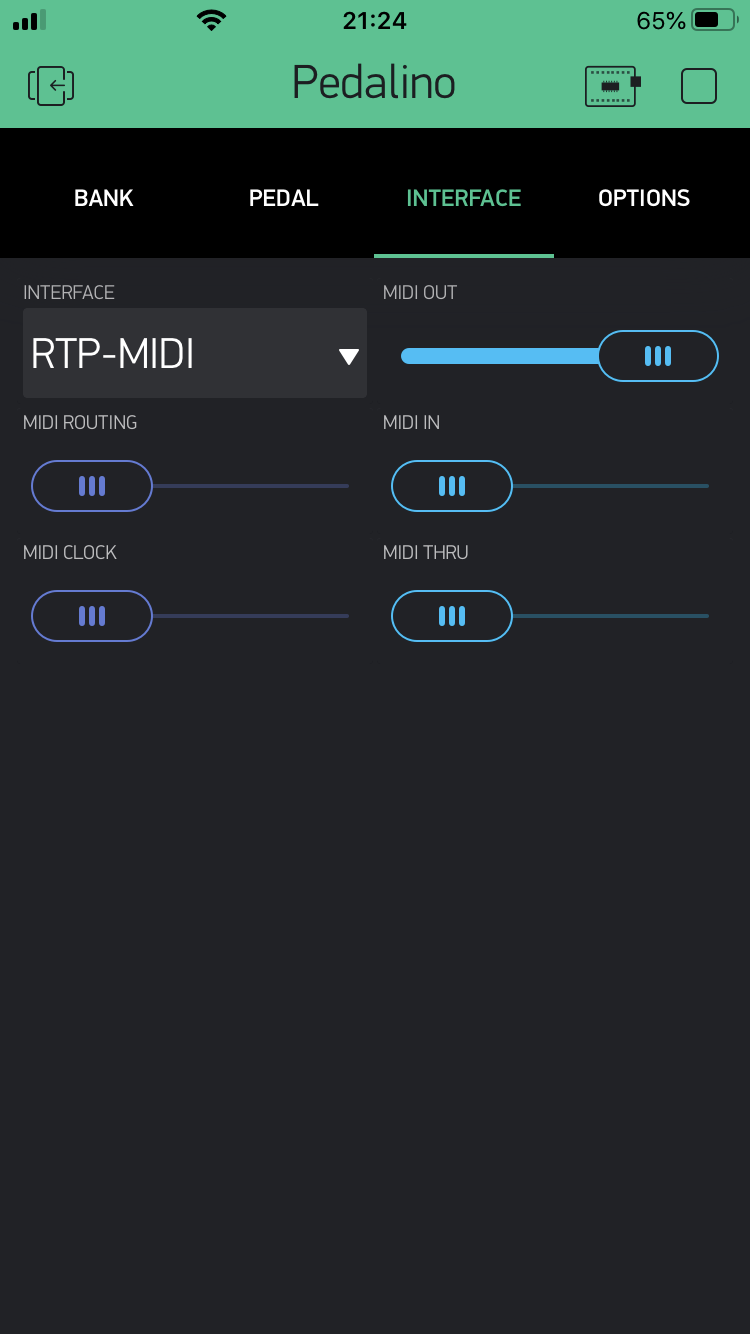 21:24
65%
Pedalino
BANK
PEDAL
INTERFACE
OPTIONS
INTERFACE
MIDI OUT
RTP-MIDI
MIDI ROUTING
MIDI IN
MIDI CLOCK
MIDI THRU